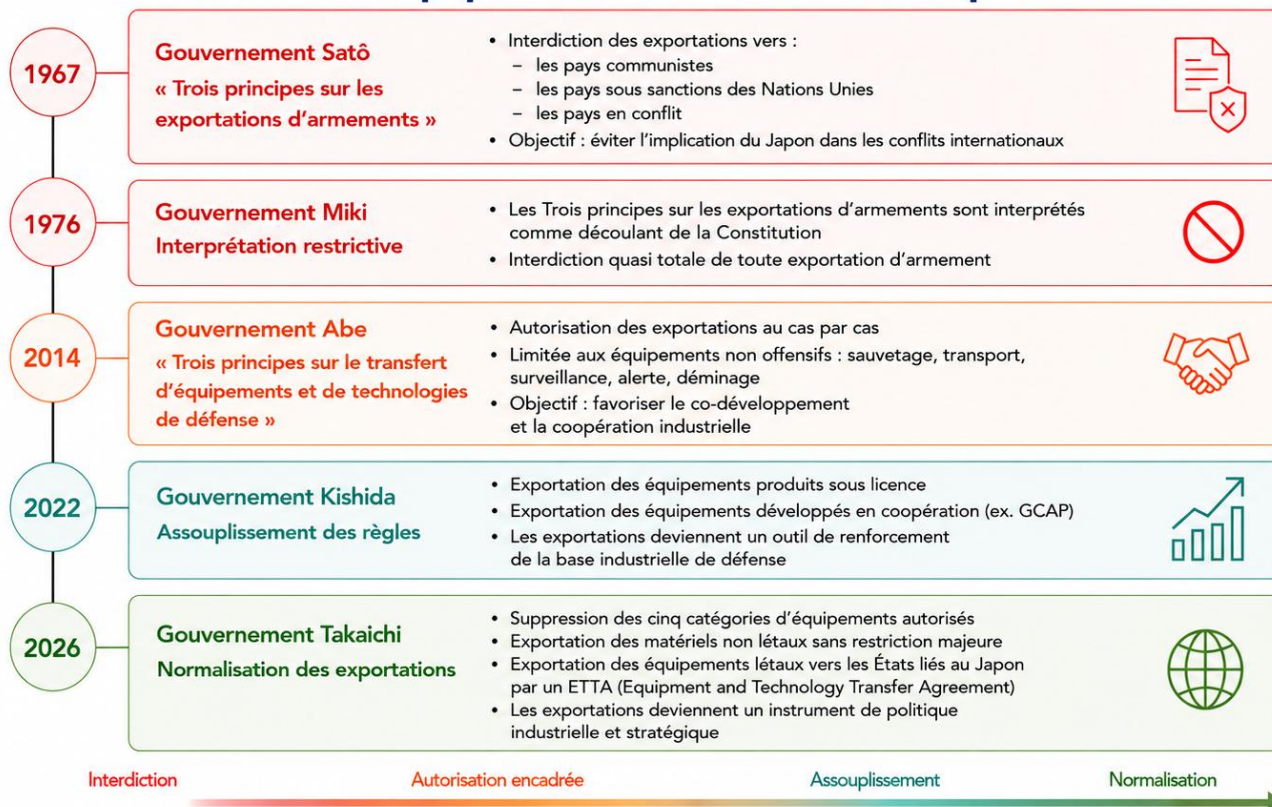 1967
Gouvernement Satô
« Trois principes sur les
exportations d’armements »
• Interdiction des exportations vers :
– les pays communistes
– les pays sous sanctions des Nations Unies
– les pays en conflit
• Objectif : éviter l’implication du Japon dans les conflits internationaux
1976
Gouvernement Miki
Interprétation restrictive
• Les Trois principes sur les exportations d’armements sont interprétés
comme découlant de la Constitution
• Interdiction quasi totale de toute exportation d’armement
2014
Gouvernement Abe
« Trois principes sur le transfert
d’équipements et de technologies
de défense »
• Autorisation des exportations au cas par cas
• Limitée aux équipements non offensifs : sauvetage, transport,
surveillance, alerte, déminage
• Objectif : favoriser le co-développement
et la coopération industrielle
2022
Gouvernement Kishida
Assouplissement des règles
• Exportation des équipements produits sous licence
• Exportation des équipements développés en coopération (ex. GCAP)
• Les exportations deviennent un outil de renforcement
de la base industrielle de défense
2026
Gouvernement Takaichi
Normalisation des exportations
• Suppression des cinq catégories d’équipements autorisés
• Exportation des matériels non létaux sans restriction majeure
• Exportation des équipements létaux vers les États liés au Japon
par un ETTA (Equipment and Technology Transfer Agreement)
• Les exportations deviennent un instrument de politique
industrielle et stratégique
Interdiction
Autorisation encadrée
Assouplissement
Normalisation